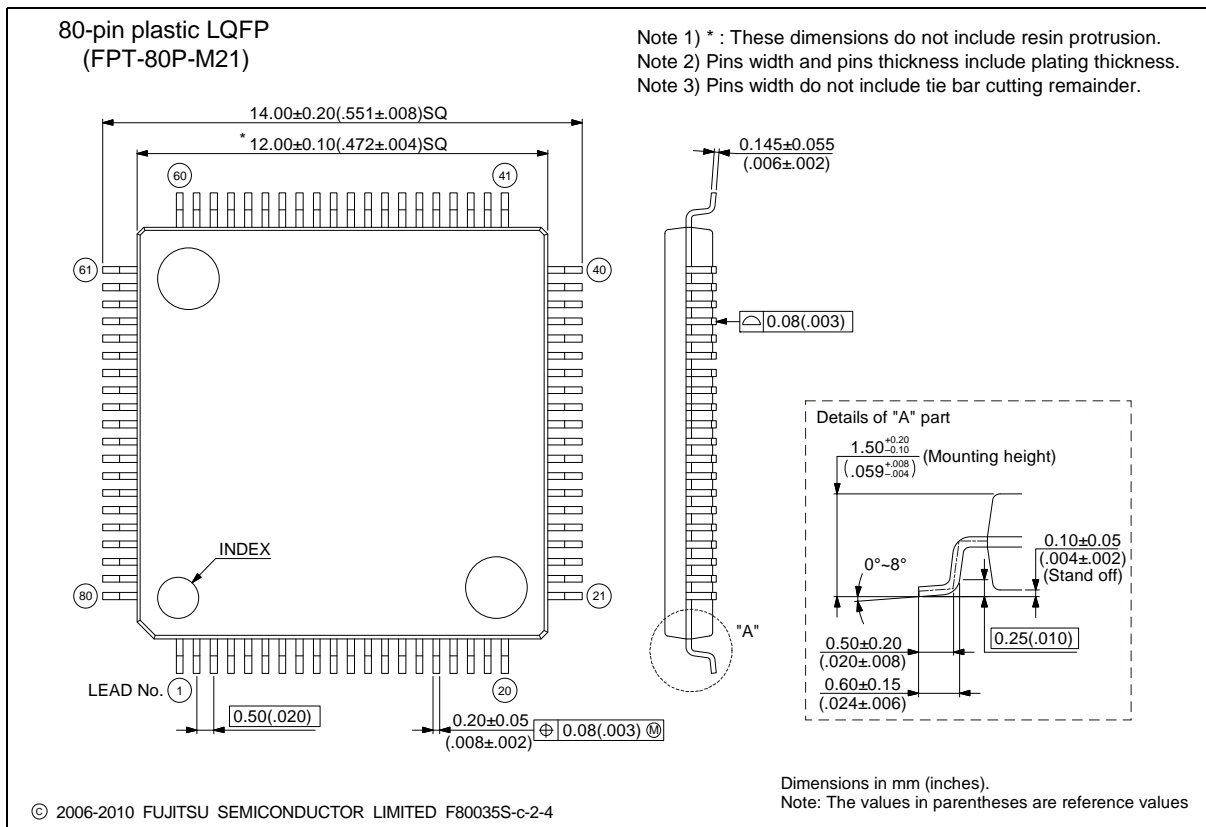 80-pin plastic LQFP
(FPT-80P-M21)
Note 1) * : These dimensions do not include resin protrusion.
Note 2) Pins width and pins thickness include plating thickness.
Note 3) Pins width do not include tie bar cutting remainder.
14.00±0.20(.551±.008)SQ
* 12.00±0.10(.472±.004)SQ
0.145±0.055
(.006±.002)
60
41
61
40
0.08(.003)
Details of "A" part
1.50 +0.20 –0.10 (Mounting height)
(.059 +.008 –.004)
INDEX
0.10±0.05
(.004±.002)
(Stand off)
0°~8°
80
21
"A"
0.25(.010)
0.50±0.20
(.020±.008)
0.60±0.15
(.024±.006)
LEAD No. 1
20
0.50(.020)
0.20±0.05
(.008±.002)
⌖ 0.08(.003) Ⓜ
Dimensions in mm (inches).
Note: The values in parentheses are reference values
© 2006-2010 FUJITSU SEMICONDUCTOR LIMITED F80035S-c-2-4